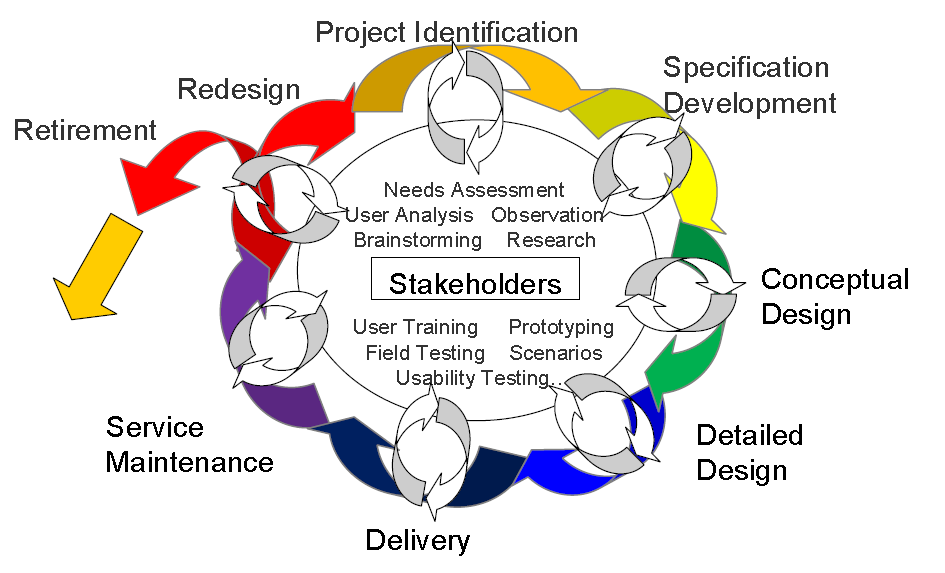 Project Identification
Specification
Development
Redesign
Retirement
Needs Assessment
User Analysis Observation
Brainstorming Research
Stakeholders
Conceptual
Design
User Training Prototyping
Field Testing Scenarios
Usability Testing...
Service
Maintenance
Detailed
Design
Delivery